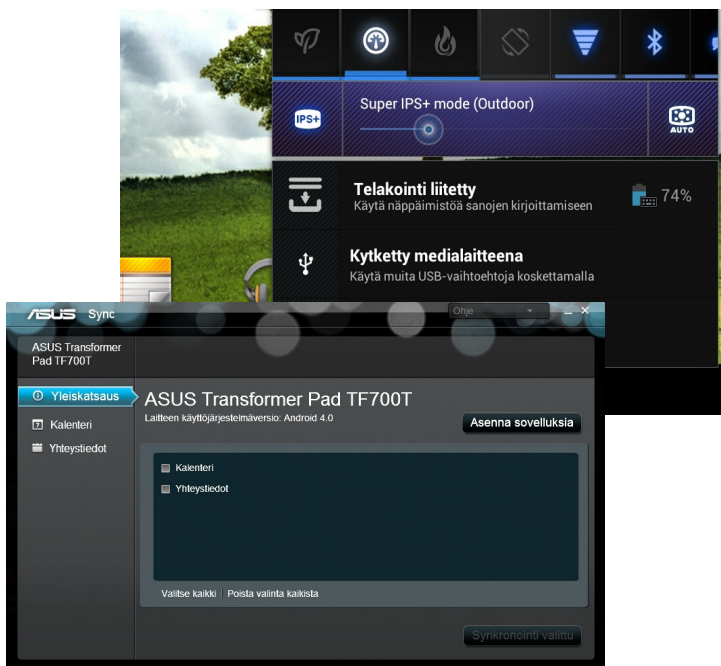 Super IPS+ mode (Outdoor)
IPS+
AUTO
Telakointi liitetty
Käytä näppäimistöä sanojen kirjoittamiseen
74%
Kytketty medialaitteena
Käytä muita USB-vaihtoehtoja koskettamalla
ASUS Sync
Ohje
ASUS Transformer
Pad TF700T
Yleiskatsaus
7 Kalenteri
Yhteystiedot
ASUS Transformer Pad TF700T
Laitteen käyttöjärjestelmäversio: Android 4.0
Asenna sovelluksia
Kalenteri
Yhteystiedot
Valitse kaikki | Poista valinta kaikista
Synkronointi valittu